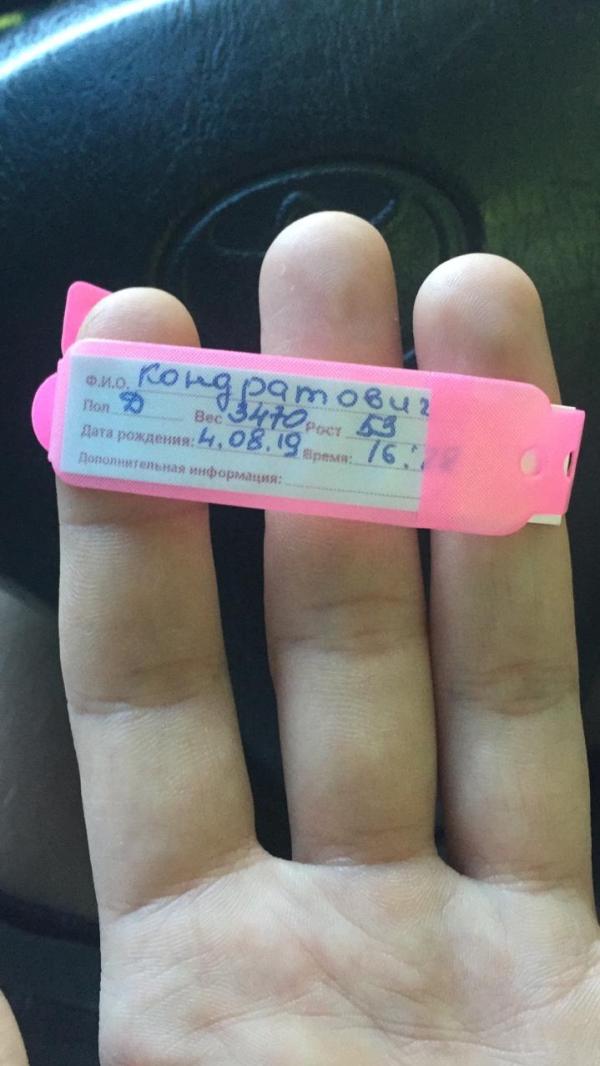 Ф.И.О. Кондратович
Пол Д Вес 3470 Рост 53
Дата рождения: 4.08.19 Время: 16:
Дополнительная информация: